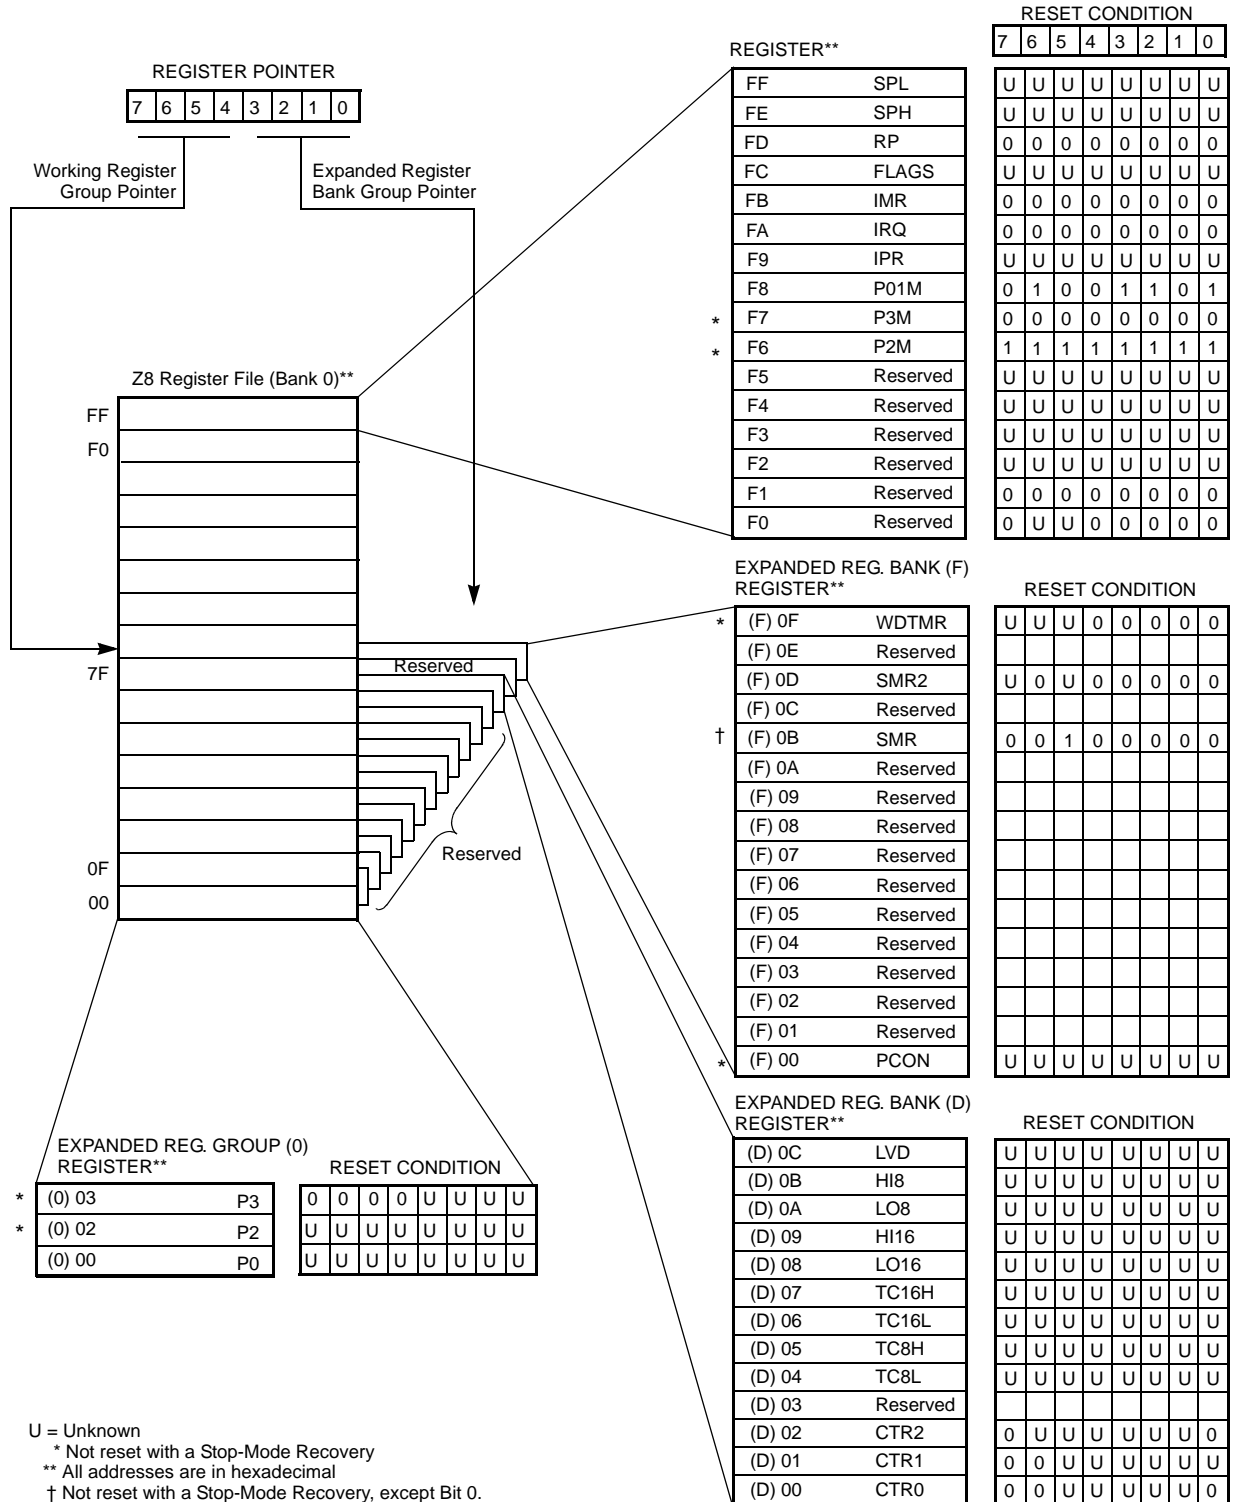 REGISTER POINTER
7 6 5 4 3 2 1 0
Working Register
Group Pointer
Expanded Register
Bank Group Pointer
Z8 Register File (Bank 0)**
FF
F0
7F
0F
00
Reserved
Reserved
RESET CONDITION
7 6 5 4 3 2 1 0
REGISTER**
FF SPL U U U U U U U U
FE SPH U U U U U U U U
FD RP 0 0 0 0 0 0 0 0
FC FLAGS U U U U U U U U
FB IMR 0 0 0 0 0 0 0 0
FA IRQ 0 0 0 0 0 0 0 0
F9 IPR U U U U U U U U
F8 P01M 0 1 0 0 1 1 0 1
* F7 P3M 0 0 0 0 0 0 0 0
* F6 P2M 1 1 1 1 1 1 1 1
F5 Reserved U U U U U U U U
F4 Reserved U U U U U U U U
F3 Reserved U U U U U U U U
F2 Reserved U U U U U U U U
F1 Reserved 0 0 0 0 0 0 0 0
F0 Reserved 0 U U 0 0 0 0 0
EXPANDED REG. BANK (F)
REGISTER**
RESET CONDITION
* (F) 0F WDTMR U U U 0 0 0 0 0
(F) 0E Reserved
(F) 0D SMR2 U 0 U 0 0 0 0 0
(F) 0C Reserved
† (F) 0B SMR 0 0 1 0 0 0 0 0
(F) 0A Reserved
(F) 09 Reserved
(F) 08 Reserved
(F) 07 Reserved
(F) 06 Reserved
(F) 05 Reserved
(F) 04 Reserved
(F) 03 Reserved
(F) 02 Reserved
(F) 01 Reserved
* (F) 00 PCON U U U U U U U U
EXPANDED REG. BANK (D)
REGISTER**
RESET CONDITION
(D) 0C LVD U U U U U U U U
(D) 0B HI8 U U U U U U U U
(D) 0A LO8 U U U U U U U U
(D) 09 HI16 U U U U U U U U
(D) 08 LO16 U U U U U U U U
(D) 07 TC16H U U U U U U U U
(D) 06 TC16L U U U U U U U U
(D) 05 TC8H U U U U U U U U
(D) 04 TC8L U U U U U U U U
(D) 03 Reserved
(D) 02 CTR2 0 U U U U U U 0
(D) 01 CTR1 0 0 U U U U U U
(D) 00 CTR0 0 0 U U U U U 0
EXPANDED REG. GROUP (0)
REGISTER**
RESET CONDITION
* (0) 03 P3 0 0 0 0 U U U U
* (0) 02 P2 U U U U U U U U
(0) 00 P0 U U U U U U U U
U = Unknown
* Not reset with a Stop-Mode Recovery
** All addresses are in hexadecimal
† Not reset with a Stop-Mode Recovery, except Bit 0.